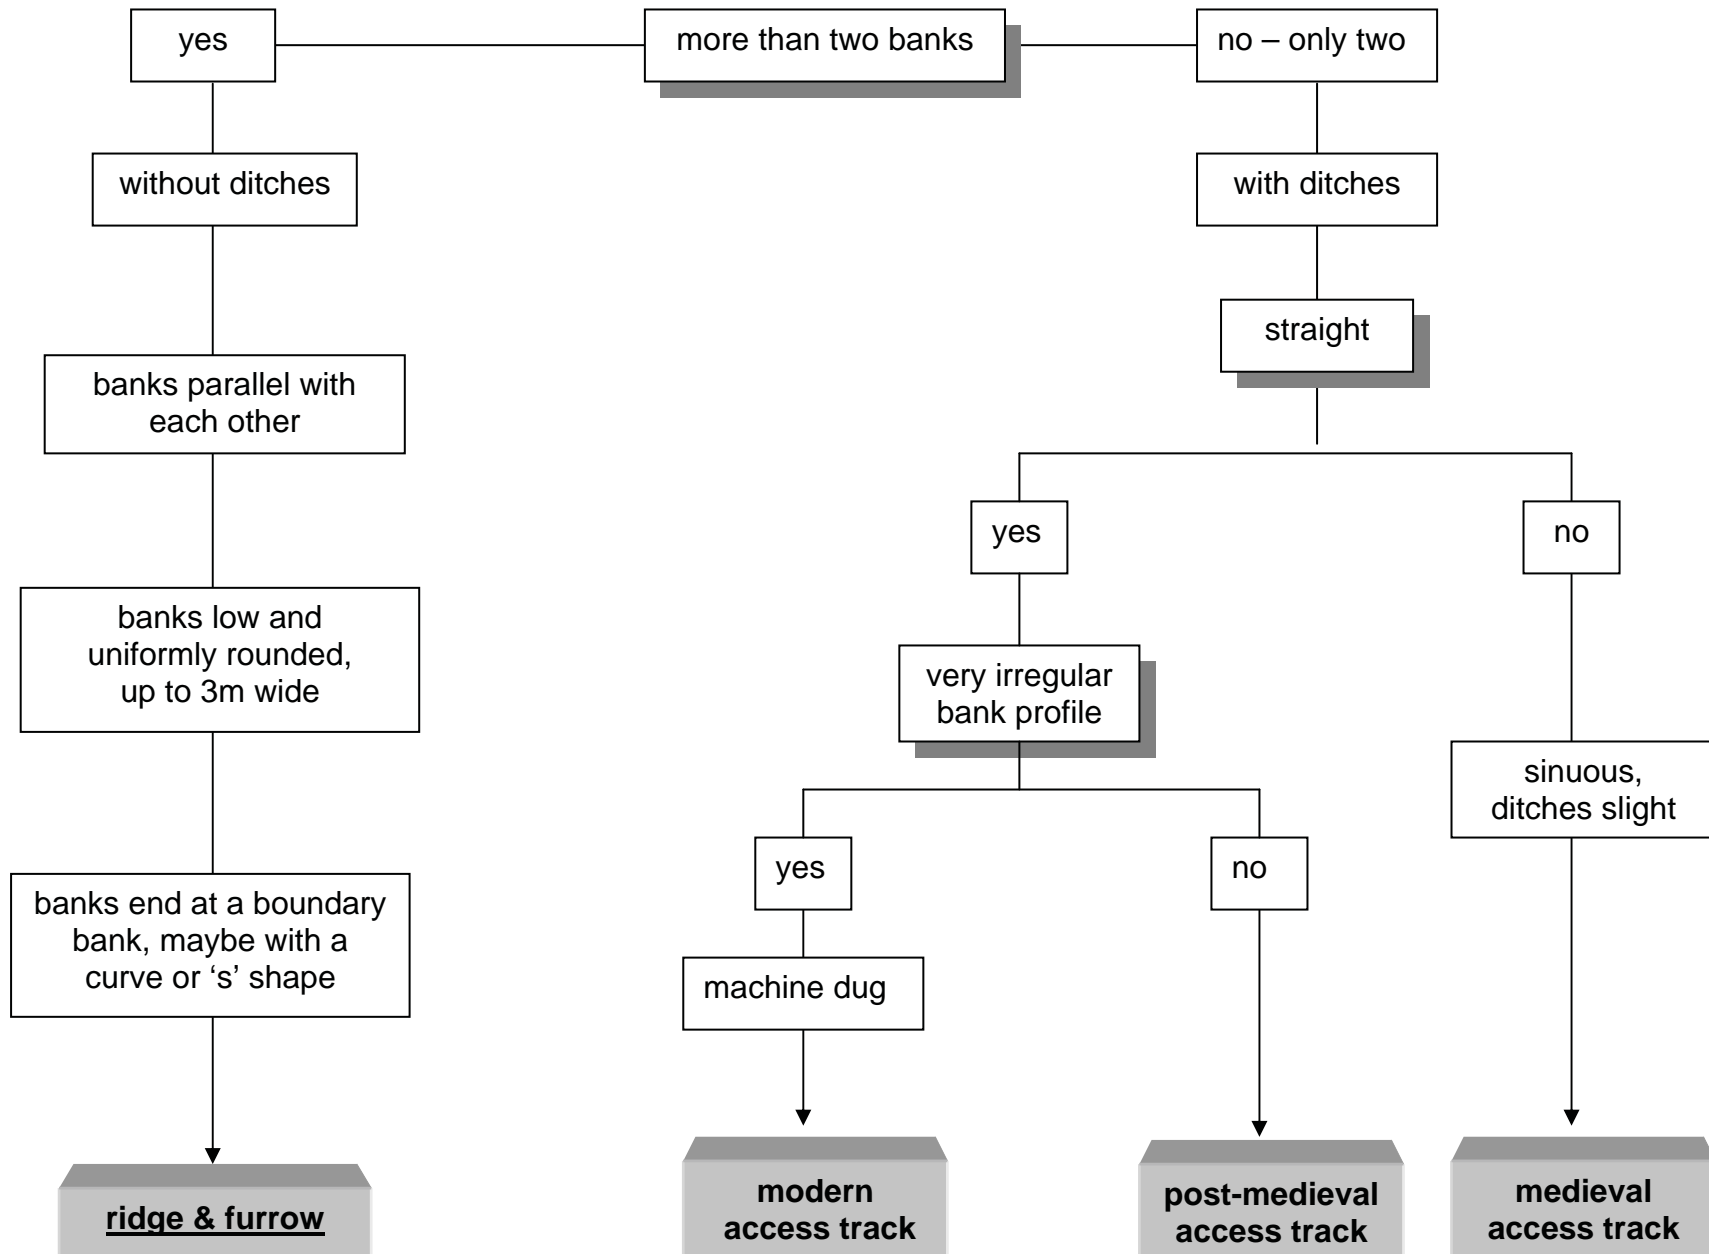 yes
more than two banks
no – only two
without ditches
with ditches
straight
banks parallel with
each other
yes
no
banks low and
uniformly rounded,
up to 3m wide
very irregular
bank profile
sinuous,
ditches slight
yes
no
banks end at a boundary
bank, maybe with a
curve or ‘s’ shape
machine dug
ridge & furrow
modern
access track
post-medieval
access track
medieval
access track